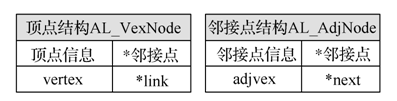 顶点结构AL_VexNode
顶点信息 *邻接点
vertex *link
邻接点结构AL_AdjNode
邻接点信息 *邻接点
adjvex *next